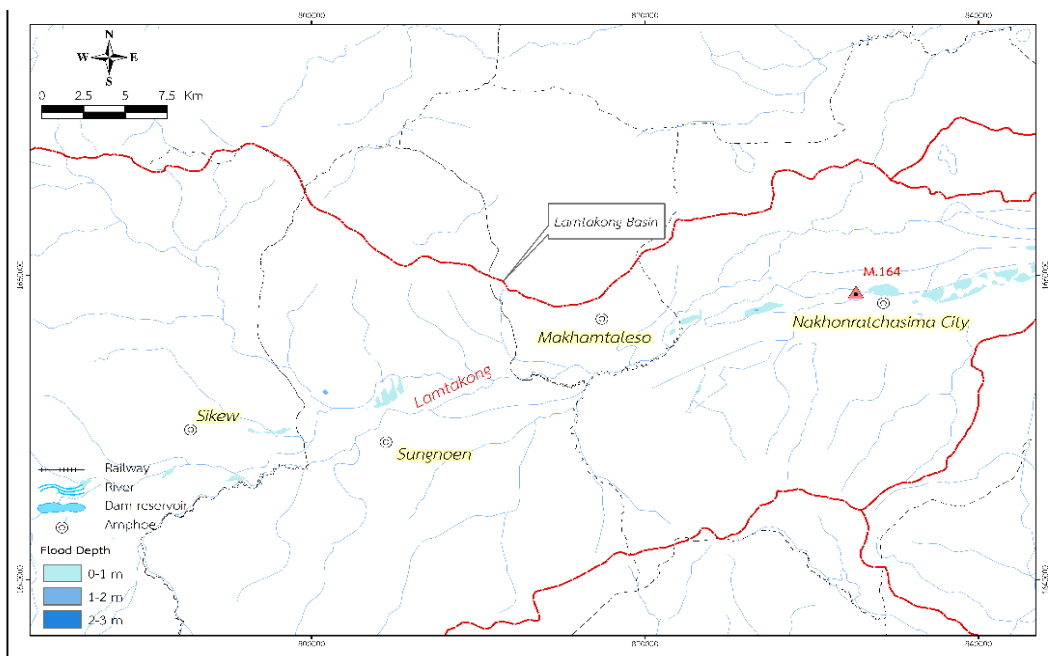 N
W E
S
0 2.5 5 7.5 Km
Lamtakong Basin
M.164
Nakhonratchasima City
Makhamtaleso
Lamtakong
Sikew
Sungnoen
Railway
River
Dam reservoir
Amphoe
Flood Depth
0-1 m
1-2 m
2-3 m